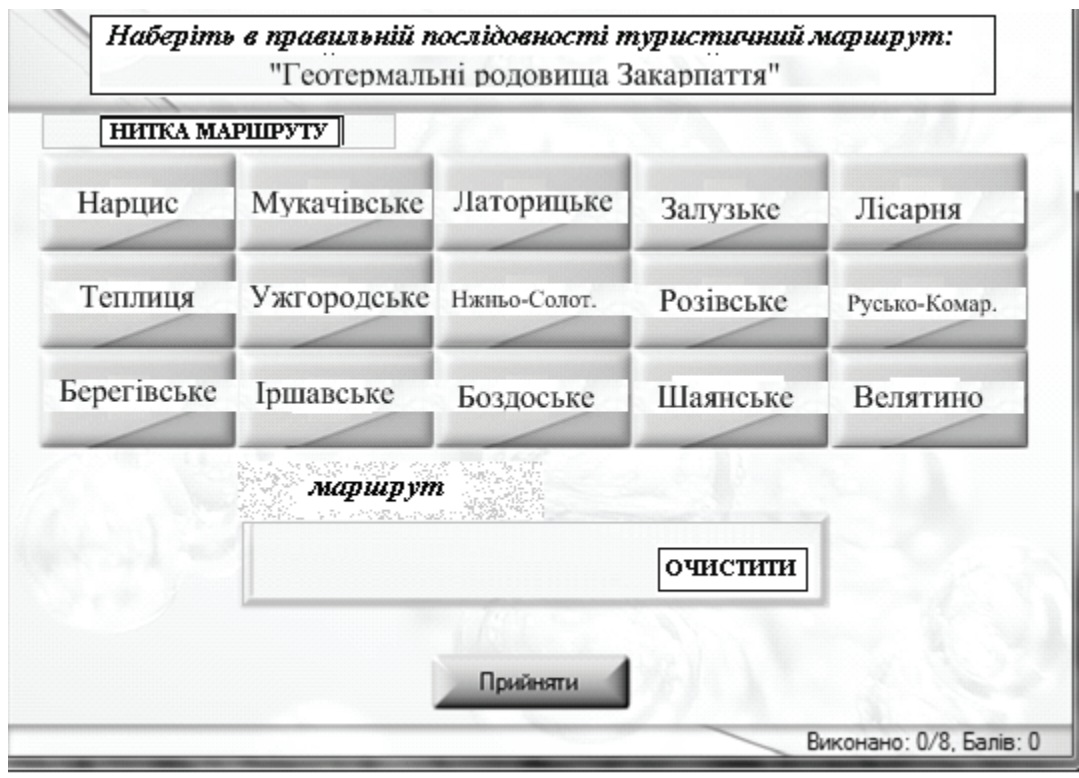 Наберіть в правильній послідовності туристичний маршрут:
"Геотермальні родовища Закарпаття"
НИТКА МАРШРУТУ
Нарцис Мукачівське Латорицьке Залузьке Лісарня
Теплиця Ужгородське Нжньо-Солот. Розівське Русько-Комар.
Берегівське Іршавське Боздоське Шаянське Велятино
маршрут
ОЧИСТИТИ
Прийняти
Виконано: 0/8, Балів: 0